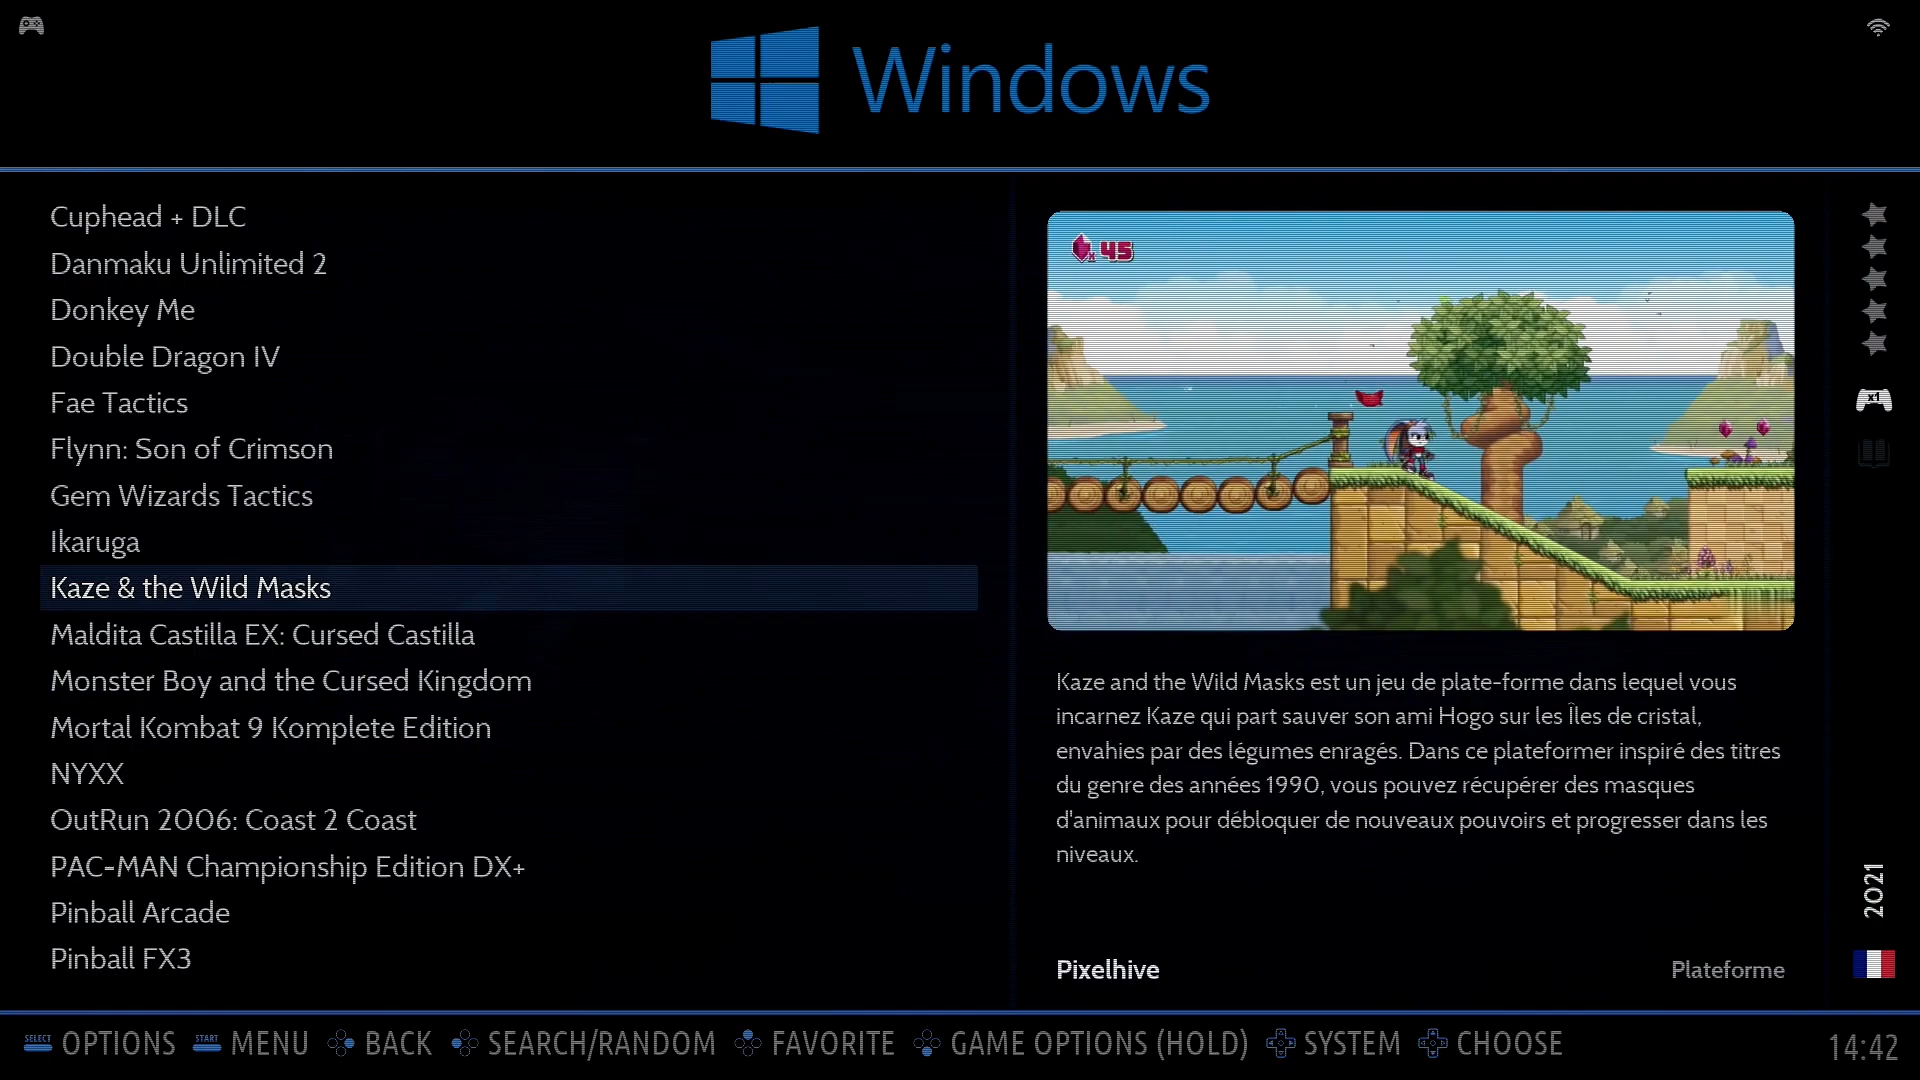 Windows
Cuphead + DLC
Danmaku Unlimited 2
Donkey Me
Double Dragon IV
Fae Tactics
Flynn: Son of Crimson
Gem Wizards Tactics
Ikaruga
Kaze & the Wild Masks
Maldita Castilla EX: Cursed Castilla
Monster Boy and the Cursed Kingdom
Mortal Kombat 9 Komplete Edition
NYXX
OutRun 2006: Coast 2 Coast
PAC-MAN Championship Edition DX+
Pinball Arcade
Pinball FX3
x 45
x1
Kaze and the Wild Masks est un jeu de plate-forme dans lequel vous
incarnez Kaze qui part sauver son ami Hogo sur les Îles de cristal,
envahies par des légumes enragés. Dans ce plateformer inspiré des titres
du genre des années 1990, vous pouvez récupérer des masques
d'animaux pour débloquer de nouveaux pouvoirs et progresser dans les
niveaux.
2021
Pixelhive Plateforme
SELECT OPTIONS START MENU BACK SEARCH/RANDOM FAVORITE GAME OPTIONS (HOLD) SYSTEM CHOOSE 14:42